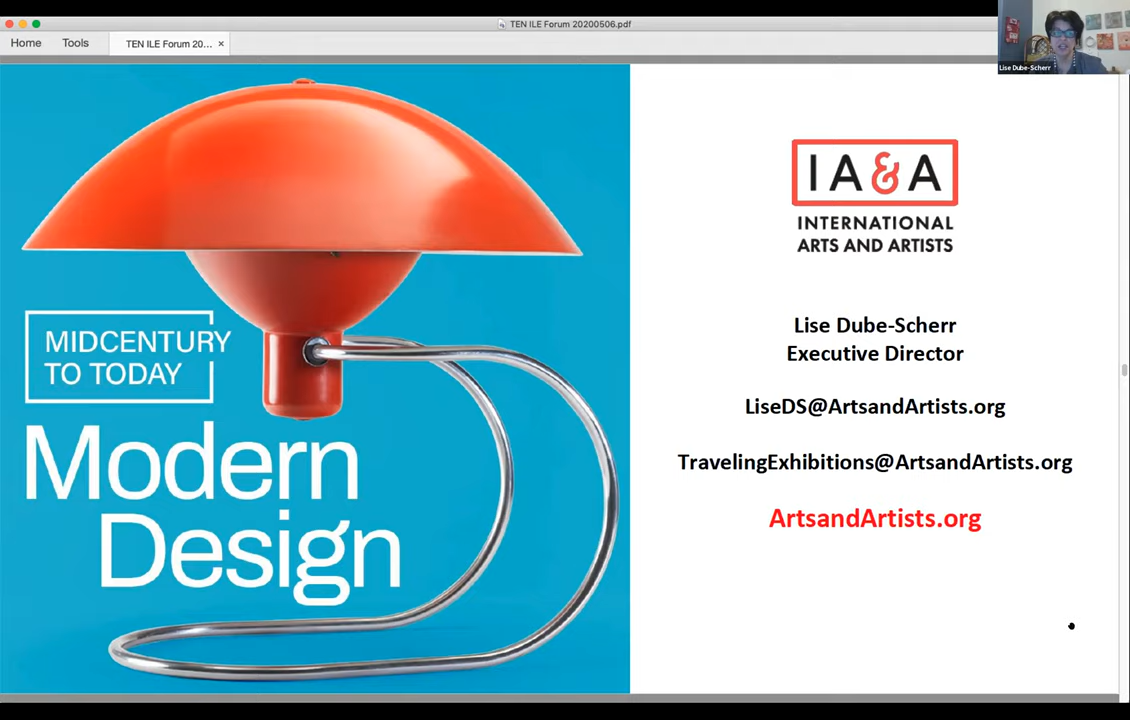 TEN ILE Forum 20200506.pdf
Home
Tools
TEN ILE Forum 20... ×
Lise Dube-Scherr
MIDCENTURY
TO TODAY
Modern
Design
IA&A
INTERNATIONAL
ARTS AND ARTISTS
Lise Dube-Scherr
Executive Director
LiseDS@ArtsandArtists.org
TravelingExhibitions@ArtsandArtists.org
ArtsandArtists.org